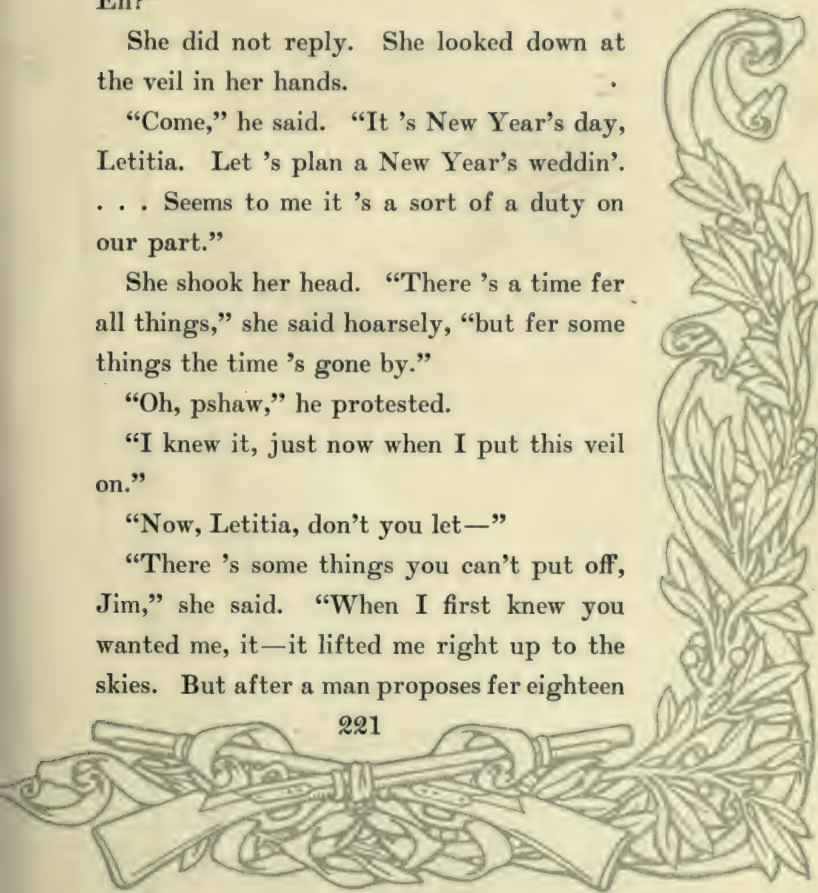 Eh?
She did not reply. She looked down at
the veil in her hands.
“Come,” he said. “It ’s New Year’s day,
Letitia. Let ’s plan a New Year’s weddin’.
. . . Seems to me it ’s a sort of a duty on
our part.”
She shook her head. “There ’s a time fer
all things,” she said hoarsely, “but fer some
things the time ’s gone by.”
“Oh, pshaw,” he protested.
“I knew it, just now when I put this veil
on.”
“Now, Letitia, don’t you let—”
“There ’s some things you can’t put off,
Jim,” she said. “When I first knew you
wanted me, it—it lifted me right up to the
skies. But after a man proposes fer eighteen
221